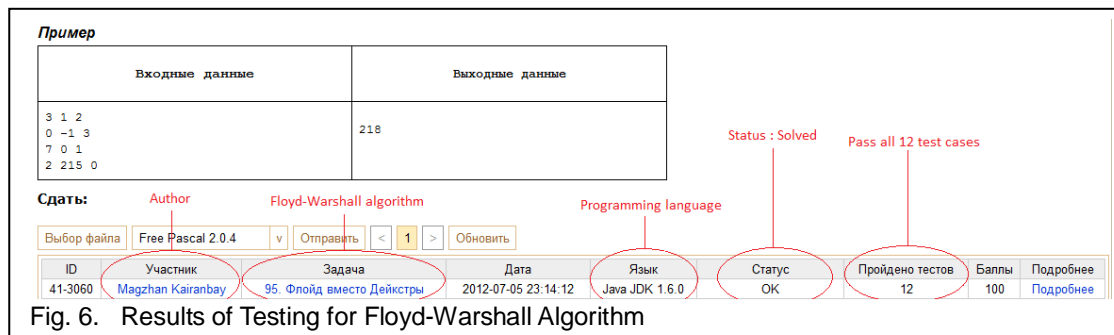 Пример
Входные данные Выходные данные
3 1 2
0 -1 3
7 0 1
2 215 0
218
Status : Solved
Pass all 12 test cases
Сдать:
Author
Floyd-Warshall algorithm
Programming language
Выбор файла Free Pascal 2.0.4 v Отправить < 1 > Обновить
ID Участник Задача Дата Язык Статус Пройдено тестов Баллы Подробнее
41-3060 Magzhan Kairanbay 95. Флойд вместо Дейкстры 2012-07-05 23:14:12 Java JDK 1.6.0 OK 12 100 Подробнее
Fig. 6. Results of Testing for Floyd-Warshall Algorithm